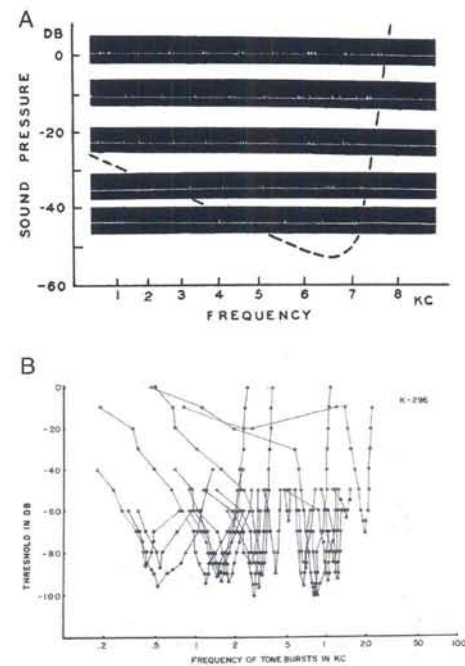 A
DB
0
-20
-40
-60
SOUND PRESSURE
1 2 3 4 5 6 7 8 KC
FREQUENCY
B
0
-20
-40
-60
-80
-100
THRESHOLD IN DB
K-296
.2 .5 1 2 5 1 20 50 100
FREQUENCY OF TONE BURSTS IN KC